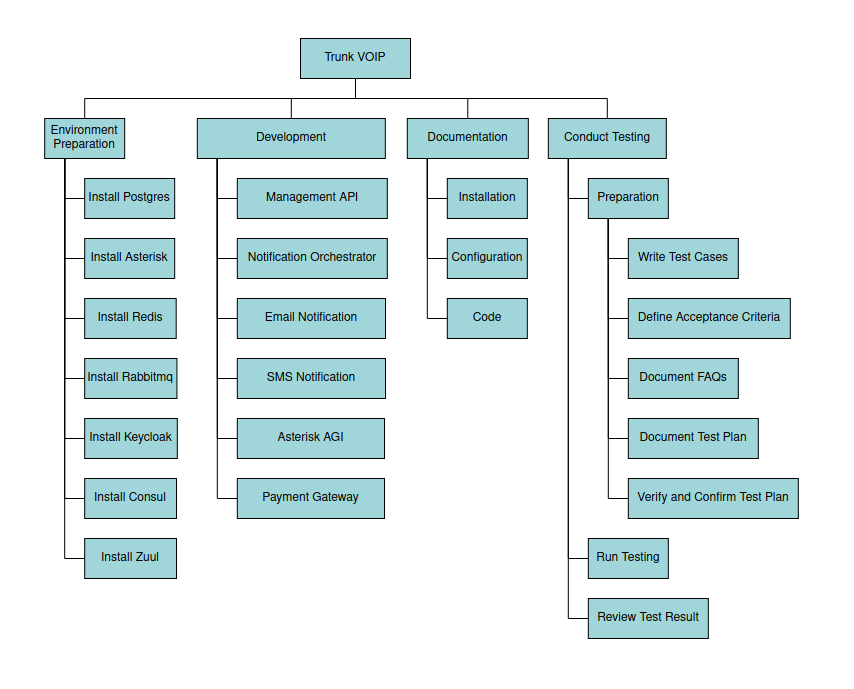 Trunk VOIP
Environment
Preparation
Development
Documentation
Conduct Testing
Install Postgres
Install Asterisk
Install Redis
Install Rabbitmq
Install Keycloak
Install Consul
Install Zuul
Management API
Notification Orchestrator
Email Notification
SMS Notification
Asterisk AGI
Payment Gateway
Installation
Configuration
Code
Preparation
Write Test Cases
Define Acceptance Criteria
Document FAQs
Document Test Plan
Verify and Confirm Test Plan
Run Testing
Review Test Result